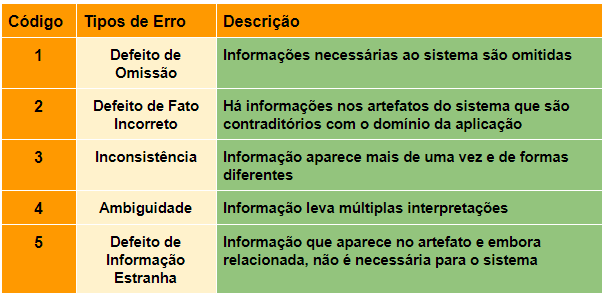 Código Tipos de Erro Descrição
1 Defeito de Informações necessárias ao sistema são omitidas
Omissão
2 Defeito de Fato Há informações nos artefatos do sistema que são
Incorreto contraditórios com o domínio da aplicação
3 Inconsistência Informação aparece mais de uma vez e de formas
diferentes
4 Ambiguidade Informação leva múltiplas interpretações
5 Defeito de Informação que aparece no artefato e embora
Informação relacionada, não é necessária para o sistema
Estranha